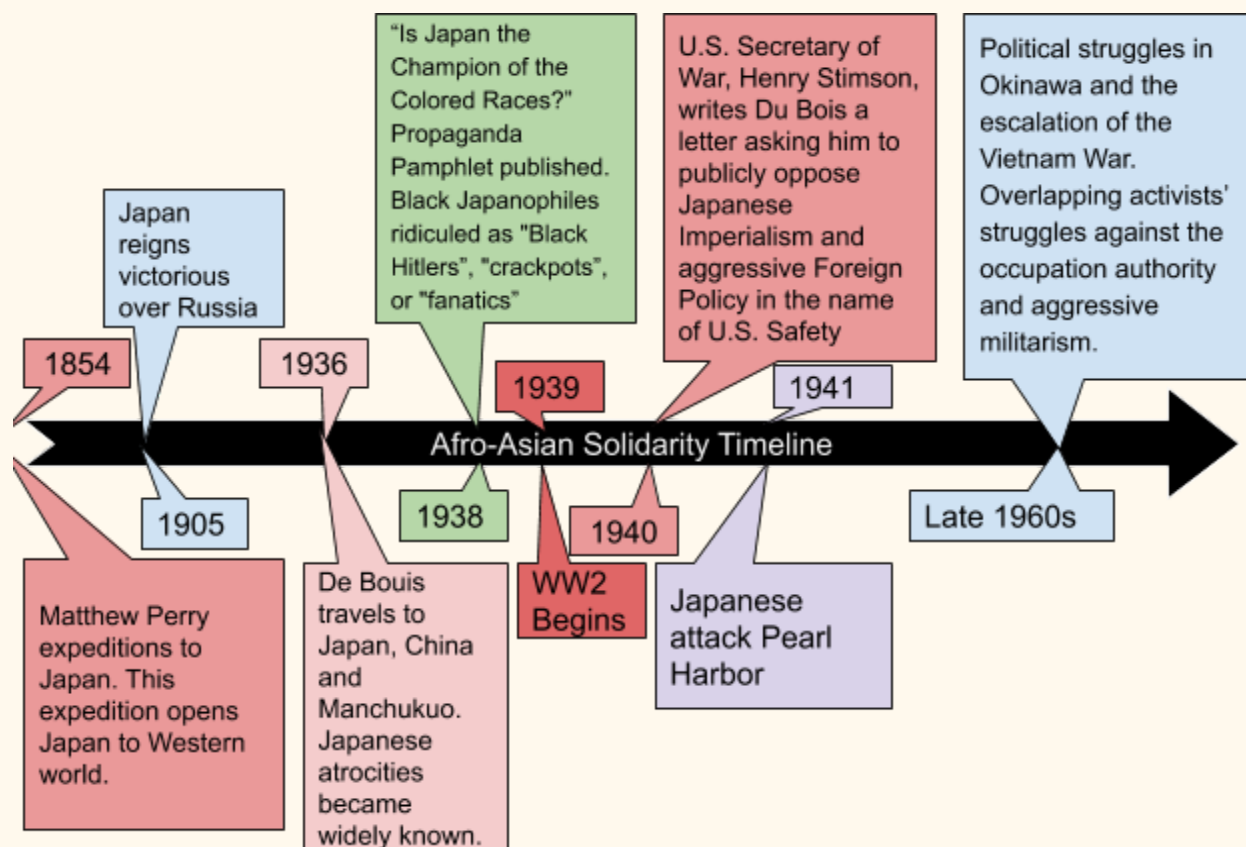 "Is Japan the
Champion of the
Colored Races?"
Propaganda
Pamphlet published.
Black Japanophiles
ridiculed as "Black
Hitlers”, "crackpots”,
or "fanatics”
U.S. Secretary of
War, Henry Stimson,
writes Du Bois a
letter asking him to
publicly oppose
Japanese
Imperialism and
aggressive Foreign
Policy in the name
of U.S. Safety
Political struggles in
Okinawa and the
escalation of the
Vietnam War.
Overlapping activists’
struggles against the
occupation authority
and aggressive
militarism.
Japan
reigns
victorious
over Russia
1854
1936
1939
1941
Afro-Asian Solidarity Timeline
1905
1938
1940
Late 1960s
Matthew Perry
expeditions to
Japan. This
expedition opens
Japan to Western
world.
De Bouis
travels to
Japan, China
and
Manchukuo.
Japanese
atrocities
became
widely known.
WW2
Begins
Japanese
attack Pearl
Harbor